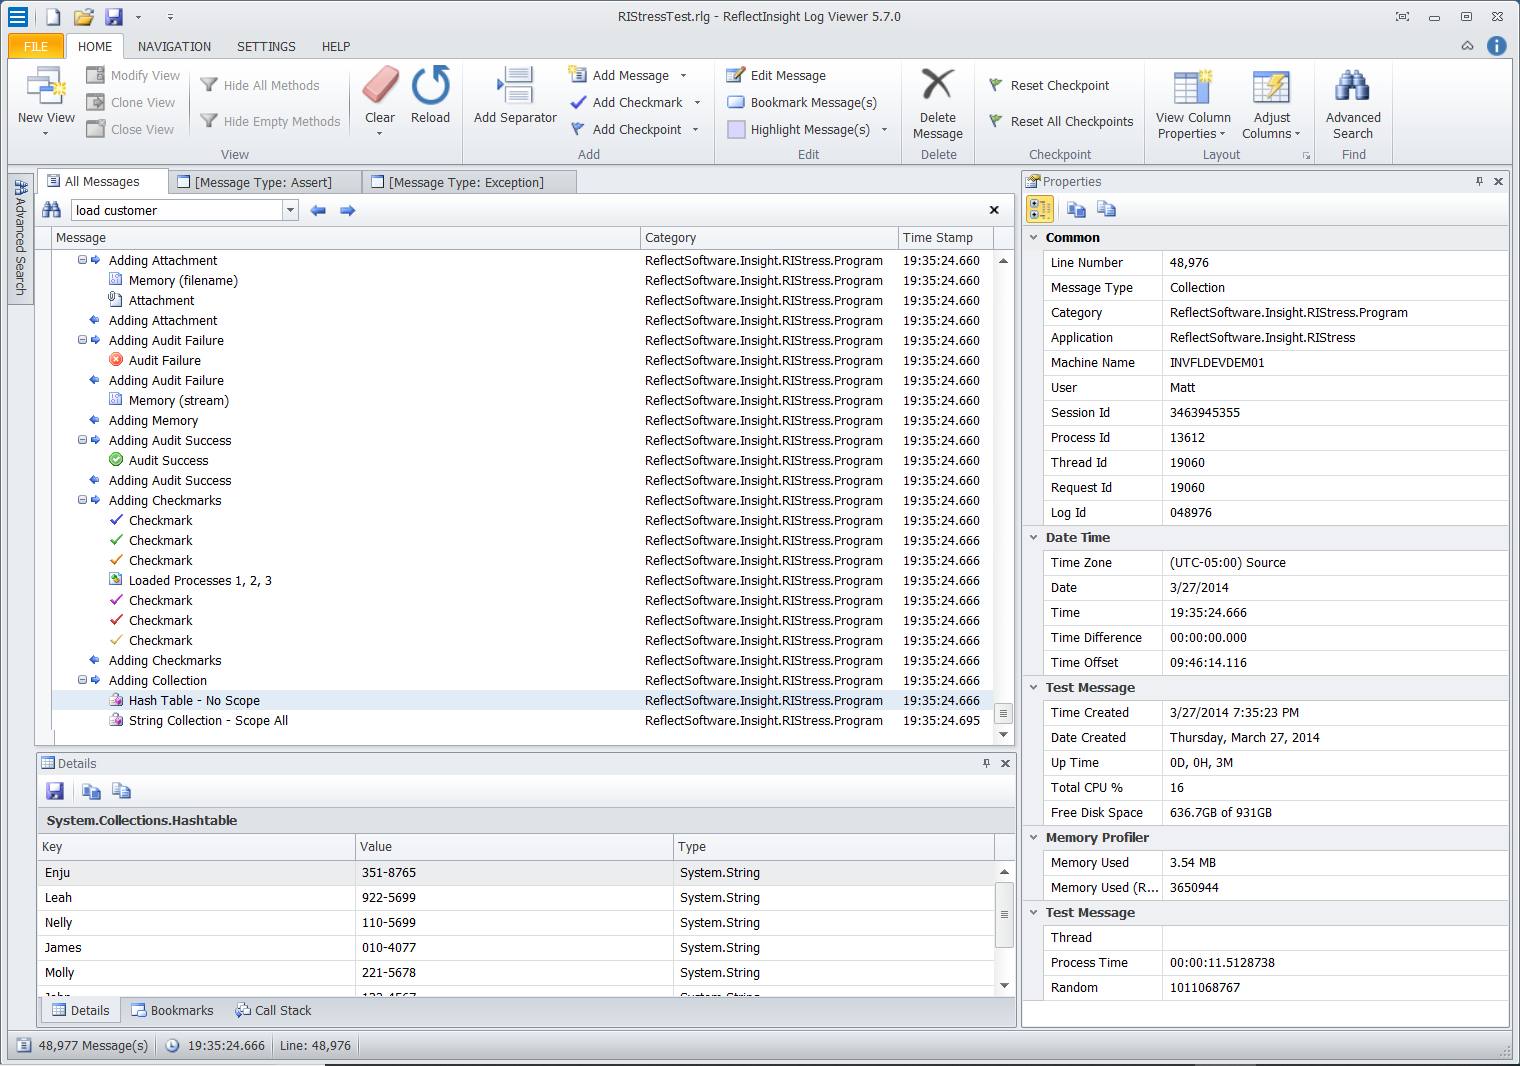 RIStressTest.rlg - ReflectInsight Log Viewer 5.7.0
FILE HOME NAVIGATION SETTINGS HELP
New View
Modify View
Clone View
Close View
Hide All Methods
Hide Empty Methods
View
Clear
Reload
Add Separator
Add Message
Add Checkmark
Add Checkpoint
Add
Edit Message
Bookmark Message(s)
Highlight Message(s)
Edit
Delete
Message
Delete
Reset Checkpoint
Reset All Checkpoints
Checkpoint
View Column
Properties
Adjust
Columns
Layout
Advanced
Search
Find
Advanced Search
All Messages [Message Type: Assert] [Message Type: Exception]
load customer
Message Category Time Stamp
Adding Attachment ReflectSoftware.Insight.RIStress.Program 19:35:24.660
Memory (filename) ReflectSoftware.Insight.RIStress.Program 19:35:24.660
Attachment ReflectSoftware.Insight.RIStress.Program 19:35:24.660
Adding Attachment ReflectSoftware.Insight.RIStress.Program 19:35:24.660
Adding Audit Failure ReflectSoftware.Insight.RIStress.Program 19:35:24.660
Audit Failure ReflectSoftware.Insight.RIStress.Program 19:35:24.660
Adding Audit Failure ReflectSoftware.Insight.RIStress.Program 19:35:24.660
Memory (stream) ReflectSoftware.Insight.RIStress.Program 19:35:24.660
Adding Memory ReflectSoftware.Insight.RIStress.Program 19:35:24.660
Adding Audit Success ReflectSoftware.Insight.RIStress.Program 19:35:24.660
Audit Success ReflectSoftware.Insight.RIStress.Program 19:35:24.660
Adding Audit Success ReflectSoftware.Insight.RIStress.Program 19:35:24.660
Adding Checkmarks ReflectSoftware.Insight.RIStress.Program 19:35:24.660
Checkmark ReflectSoftware.Insight.RIStress.Program 19:35:24.660
Checkmark ReflectSoftware.Insight.RIStress.Program 19:35:24.666
Checkmark ReflectSoftware.Insight.RIStress.Program 19:35:24.666
Loaded Processes 1, 2, 3 ReflectSoftware.Insight.RIStress.Program 19:35:24.666
Checkmark ReflectSoftware.Insight.RIStress.Program 19:35:24.666
Checkmark ReflectSoftware.Insight.RIStress.Program 19:35:24.666
Checkmark ReflectSoftware.Insight.RIStress.Program 19:35:24.666
Adding Checkmarks ReflectSoftware.Insight.RIStress.Program 19:35:24.666
Adding Collection ReflectSoftware.Insight.RIStress.Program 19:35:24.666
Hash Table - No Scope ReflectSoftware.Insight.RIStress.Program 19:35:24.666
String Collection - Scope All ReflectSoftware.Insight.RIStress.Program 19:35:24.695
Details
System.Collections.Hashtable
Key Value Type
Enju 351-8765 System.String
Leah 922-5699 System.String
Nelly 110-5699 System.String
James 010-4077 System.String
Molly 221-5678 System.String
Details Bookmarks Call Stack
Properties
Common
Line Number 48,976
Message Type Collection
Category ReflectSoftware.Insight.RIStress.Program
Application ReflectSoftware.Insight.RIStress
Machine Name INVFLDEVDEM01
User Matt
Session Id 3463945355
Process Id 13612
Thread Id 19060
Request Id 19060
Log Id 048976
Date Time
Time Zone (UTC-05:00) Source
Date 3/27/2014
Time 19:35:24.666
Time Difference 00:00:00.000
Time Offset 09:46:14.116
Test Message
Time Created 3/27/2014 7:35:23 PM
Date Created Thursday, March 27, 2014
Up Time 0D, 0H, 3M
Total CPU % 16
Free Disk Space 636.7GB of 931GB
Memory Profiler
Memory Used 3.54 MB
Memory Used (R... 3650944
Test Message
Thread
Process Time 00:00:11.5128738
Random 1011068767
48,977 Message(s) 19:35:24.666 Line: 48,976